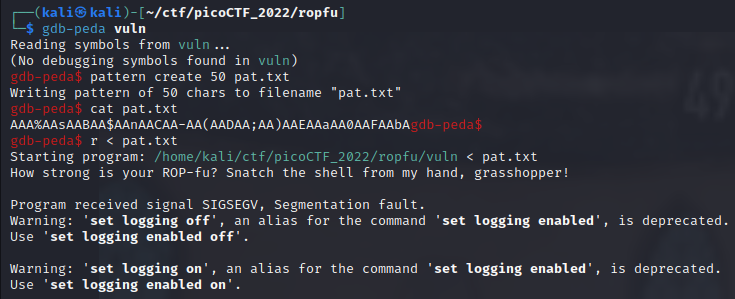 ┌──(kali㉿kali)-[~/ctf/picoCTF_2022/ropfu]
└─$ gdb-peda vuln
Reading symbols from vuln...
(No debugging symbols found in vuln)
gdb-peda$ pattern create 50 pat.txt
Writing pattern of 50 chars to filename "pat.txt"
gdb-peda$ cat pat.txt
AAA%AAsAABAA$AAnAACAA-AA(AADAA;AA)AAEAAaAA0AAFAAbAgdb-peda$
gdb-peda$ r < pat.txt
Starting program: /home/kali/ctf/picoCTF_2022/ropfu/vuln < pat.txt
How strong is your ROP-fu? Snatch the shell from my hand, grasshopper!

Program received signal SIGSEGV, Segmentation fault.
Warning: 'set logging off', an alias for the command 'set logging enabled', is deprecated.
Use 'set logging enabled off'.

Warning: 'set logging on', an alias for the command 'set logging enabled', is deprecated.
Use 'set logging enabled on'.